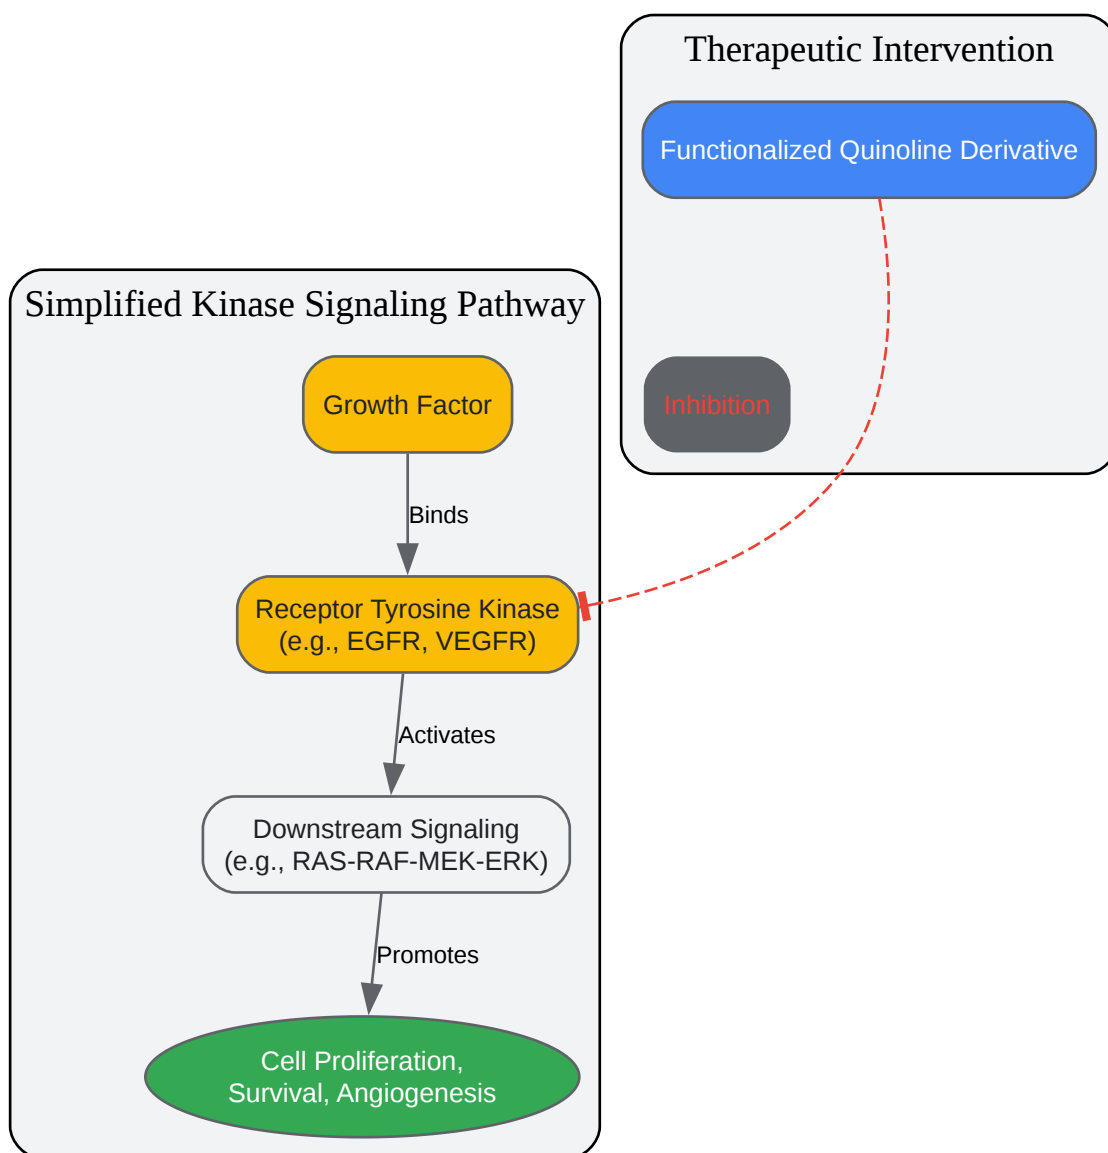 Therapeutic Intervention
Functionalized Quinoline Derivative
Inhibition
Simplified Kinase Signaling Pathway
Growth Factor
Binds
Receptor Tyrosine Kinase
(e.g., EGFR, VEGFR)
Activates
Downstream Signaling
(e.g., RAS-RAF-MEK-ERK)
Promotes
Cell Proliferation,
Survival, Angiogenesis